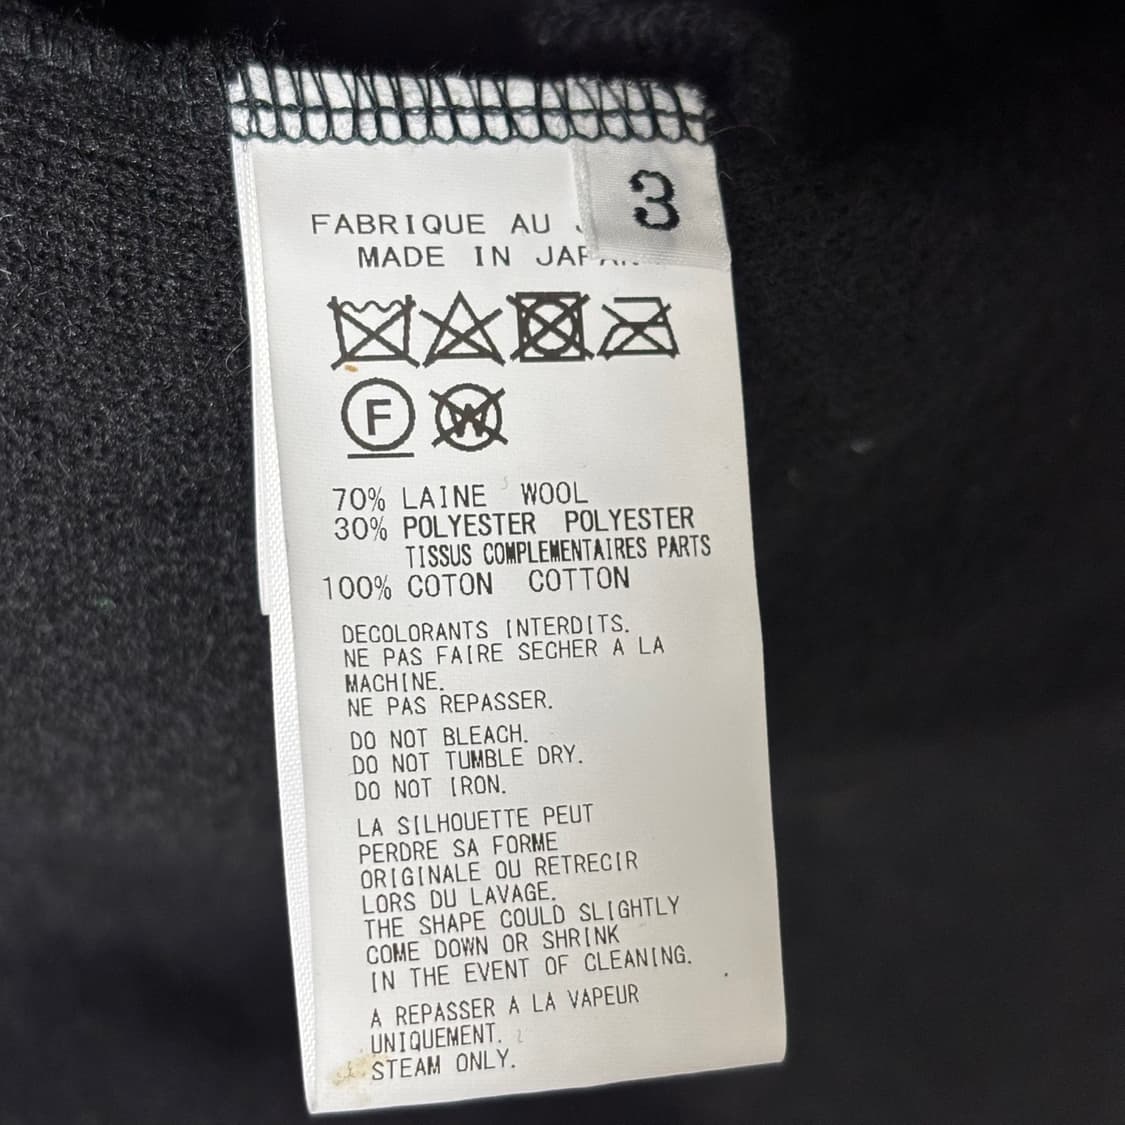 3
FABRIQUE AU
MADE IN
F
W
70% LAINE WOOL
30% POLYESTER POLYESTER
TISSUS COMPLEMENTAIRES PARTS
100% COTON COTTON
DECOLORANTS INTERDITS.
NE PAS FAIRE SECHER A LA
MACHINE.
NE PAS REPASSER.
DO NOT BLEACH.
DO NOT TUMBLE DRY.
DO NOT IRON.
LA SILHOUETTE PEUT
PERDRE SA FORME
ORIGINALE OU RETRECIR
LORS DU LAVAGE.
THE SHAPE COULD SLIGHTLY
COME DOWN OR SHRINK
IN THE EVENT OF CLEANING.
A REPASSER A LA VAPEUR
UNIQUEMENT.
STEAM ONLY.